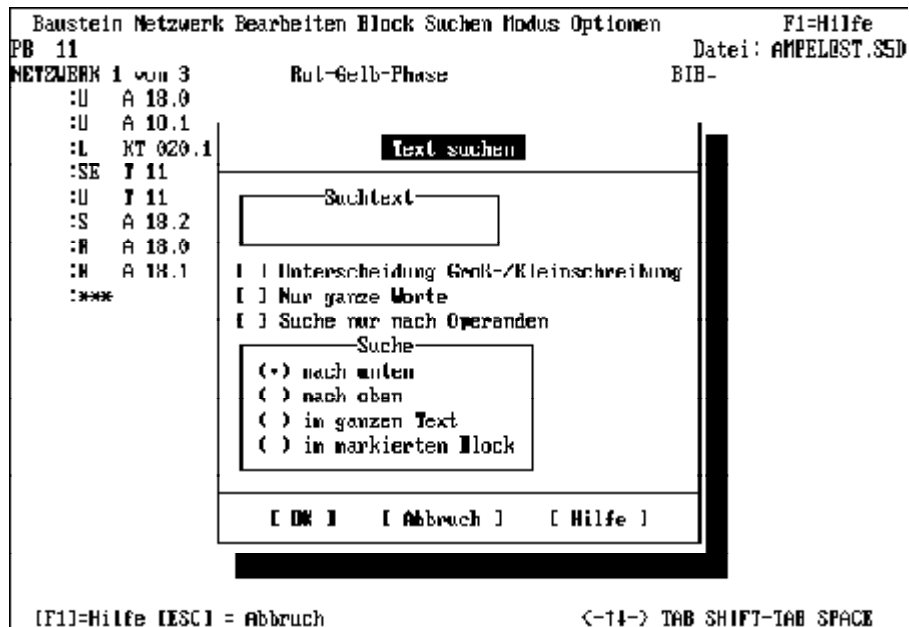 Baustein Netzwerk Bearbeiten Block Suchen Modus Optionen F1=Hilfe
PB 11 Datei: AMPEL@ST.S5D
NETZWERK 1 von 3 Rot-Gelb-Phase BIB=
:U A 18.0
:U A 18.1
:L KT 020.1
:SE T 11
:U T 11
:S A 18.2
:R A 18.0
:R A 18.1
:***
Text suchen
Suchtext
[ ] Unterscheidung Groß-/Kleinschreibung
[ ] Nur ganze Worte
[ ] Suche nur nach Operanden
Suche
(•) nach unten
( ) nach oben
( ) im ganzen Text
( ) im markierten Block
[ OK ] [ Abbruch ] [ Hilfe ]
[F1]=Hilfe [ESC] = Abbruch <-↑↓-> TAB SHIFT-TAB SPACE